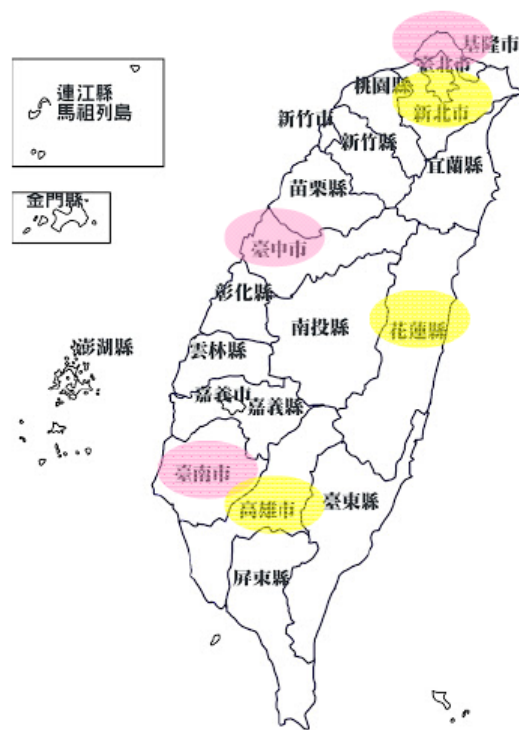 基隆市
臺北市
連江縣
馬祖列島
桃園縣
新北市
新竹市
新竹縣
宜蘭縣
苗栗縣
金門縣
臺中市
彰化縣
南投縣
花蓮縣
雲林縣
澎湖縣
嘉義市
嘉義縣
臺南市
臺東縣
高雄市
屏東縣